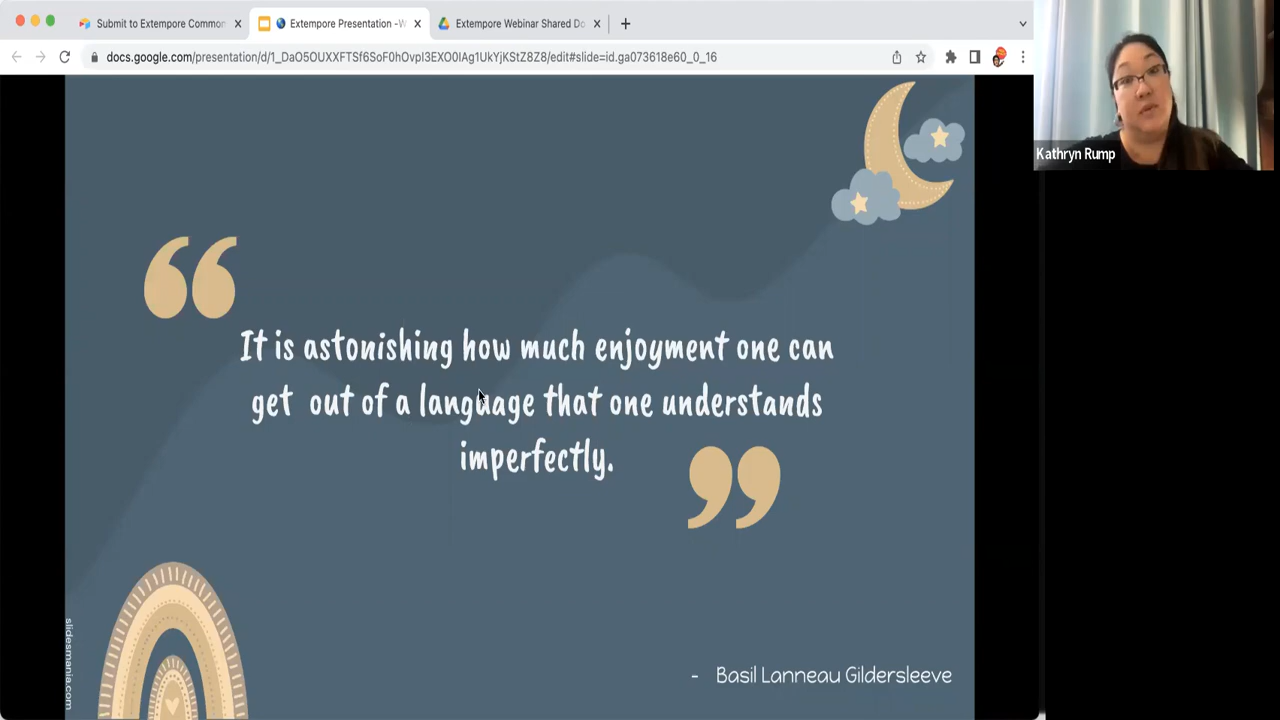 Submit to Extempore Common
Extempore Presentation - W
Extempore Webinar Shared Do
docs.google.com/presentation/d/1_DaO5OUXXFTSf6SoF0hOvpI3EXO0IAg1UkYjKStZ8Z8/edit#slide=id.ga073618e60_0_16
Kathryn Rump
“
It is astonishing how much enjoyment one can
get out of a language that one understands
imperfectly.
”
slidesmania.com
- Basil Lanneau Gildersleeve